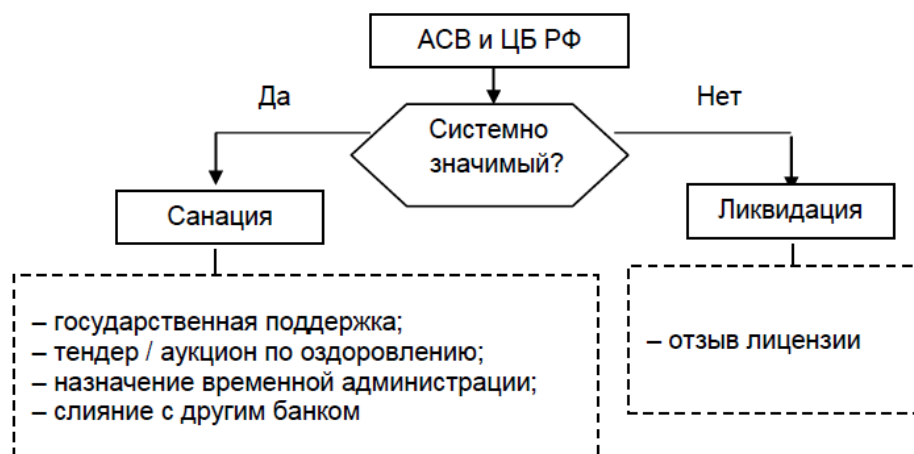 АСВ и ЦБ РФ
Да
Нет
Системно
значимый?
Санация
Ликвидация
– государственная поддержка;
– тендер / аукцион по оздоровлению;
– назначение временной администрации;
– слияние с другим банком
– отзыв лицензии